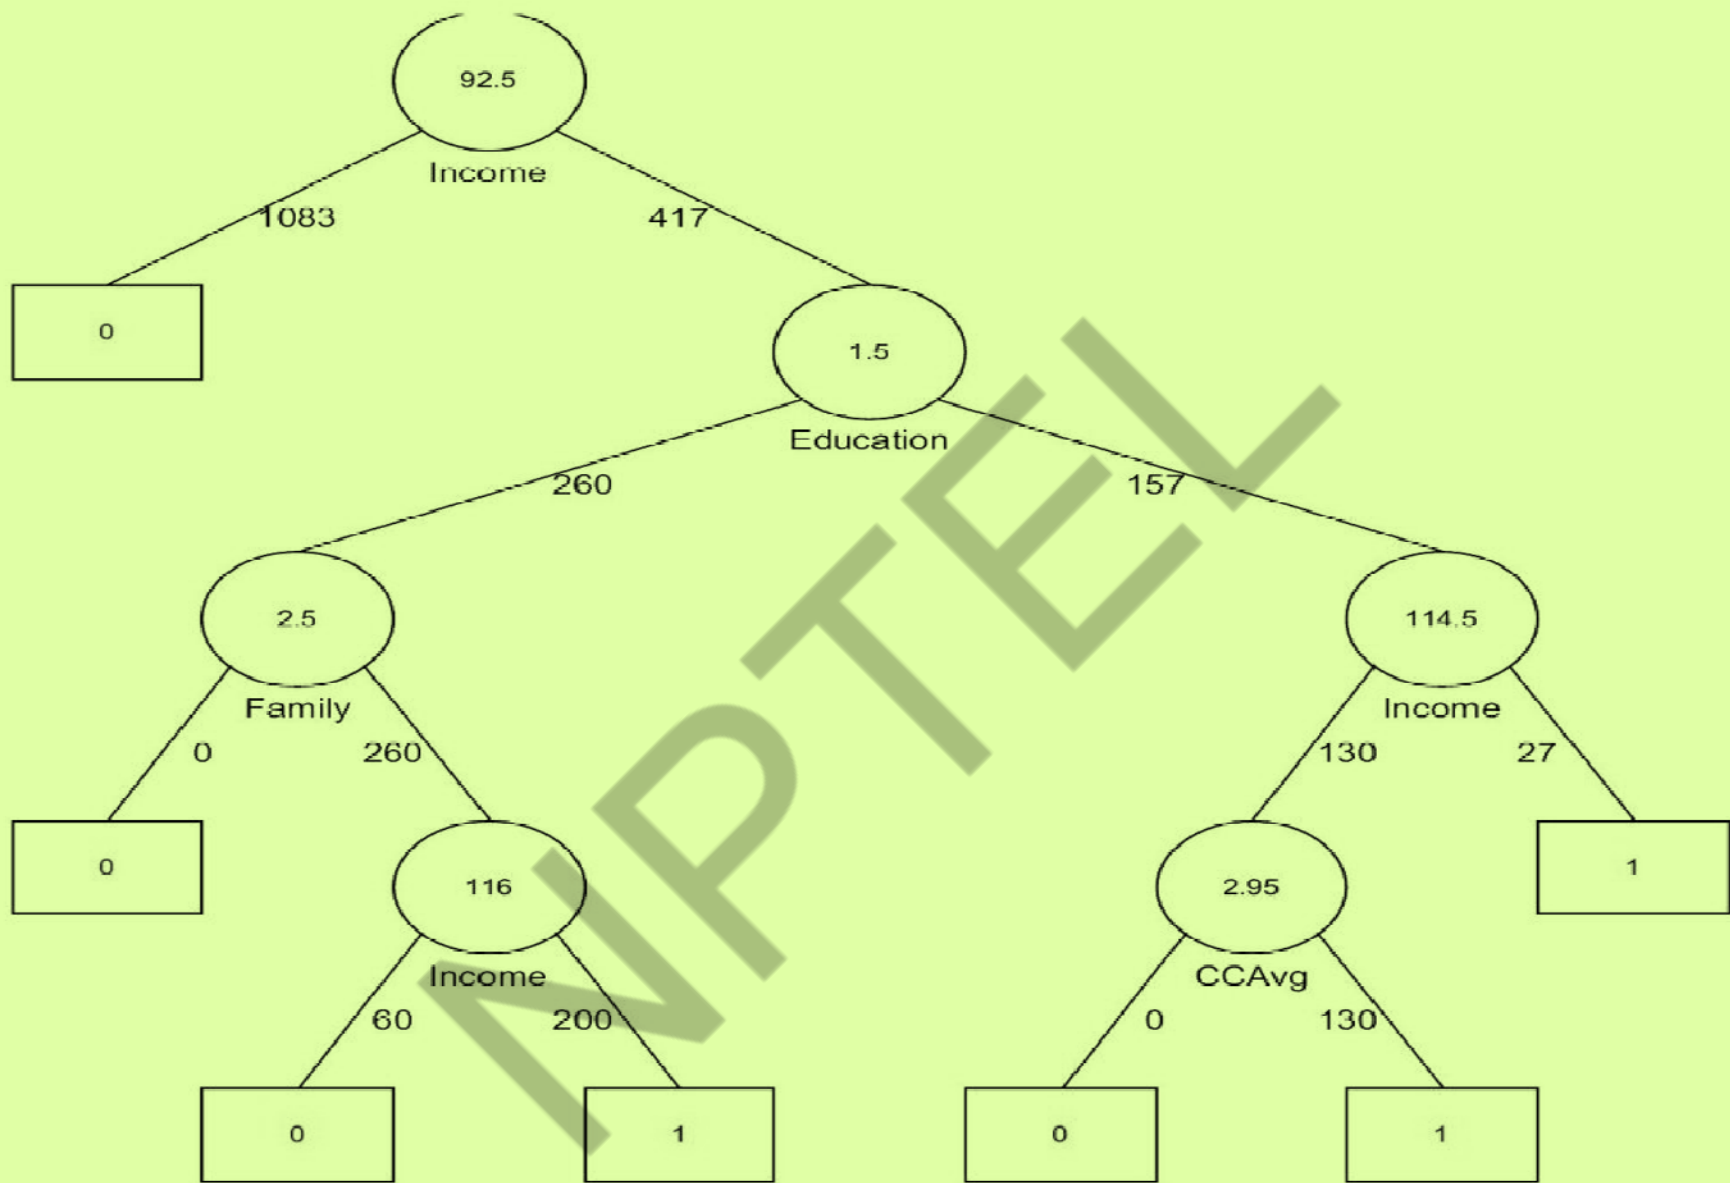 92.5
Income
1083 417
0
1.5
Education
260 157
2.5 114.5
Family Income
0 260 130 27
0 116 2.95 1
Income CCAvg
60 200 0 130
0 1 0 1
NPTEL